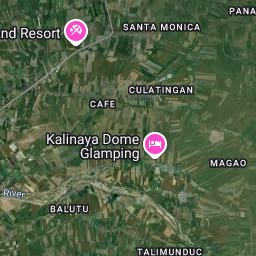 PANA
SANTA MONICA
nd Resort
CULATINGAN
CAFE
Kalinaya Dome
Glamping
MAGAO
River
BALUTU
TALIMUNDUC